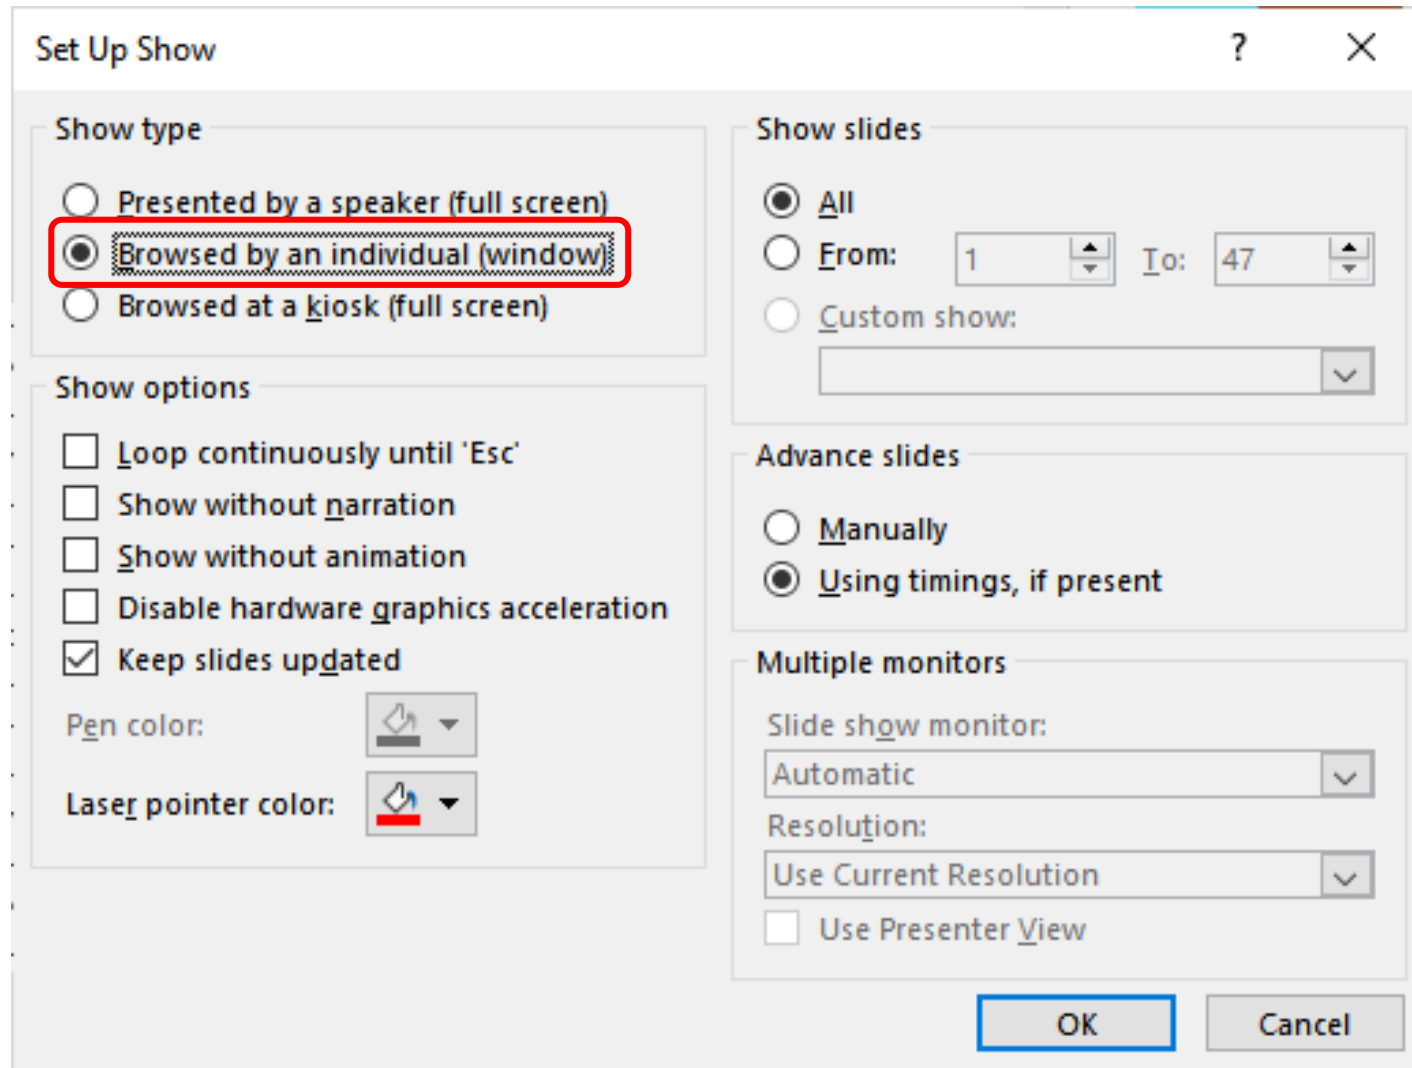 Set Up Show
?
Show type
Presented by a speaker (full screen)
Browsed by an individual (window)
Browsed at a kiosk (full screen)
Show options
Loop continuously until 'Esc'
Show without narration
Show without animation
Disable hardware graphics acceleration
Keep slides updated
Pen color:
Laser pointer color:
Show slides
All
From: 1 To: 47
Custom show:
Advance slides
Manually
Using timings, if present
Multiple monitors
Slide show monitor:
Automatic
Resolution:
Use Current Resolution
Use Presenter View
OK Cancel